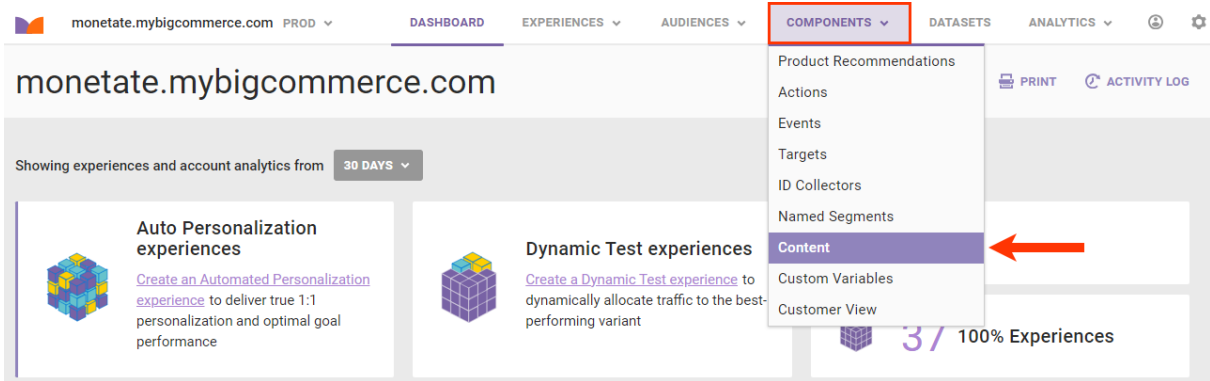 monetate.mybigcommerce.com PROD
DASHBOARD
EXPERIENCES
AUDIENCES
COMPONENTS
DATASETS
ANALYTICS
monetate.mybigcommerce.com
PRINT
ACTIVITY LOG
Product Recommendations
Actions
Events
Targets
ID Collectors
Named Segments
Content
Custom Variables
Customer View
Showing experiences and account analytics from 30 DAYS
Auto Personalization
experiences
Create an Automated Personalization
experience to deliver true 1:1
personalization and optimal goal
performance
Dynamic Test experiences
Create a Dynamic Test experience to
dynamically allocate traffic to the best-
performing variant
37 100% Experiences